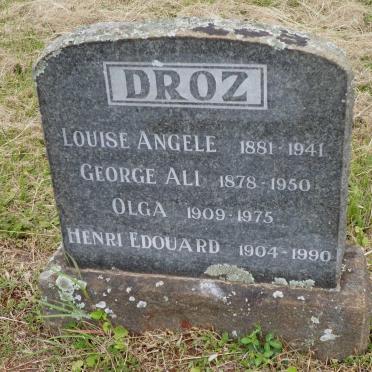 DROZ
LOUISE ANGELE 1881-1941
GEORGE ALI 1878-1950
OLGA 1909-1975
HENRI EDOUARD 1904-1990